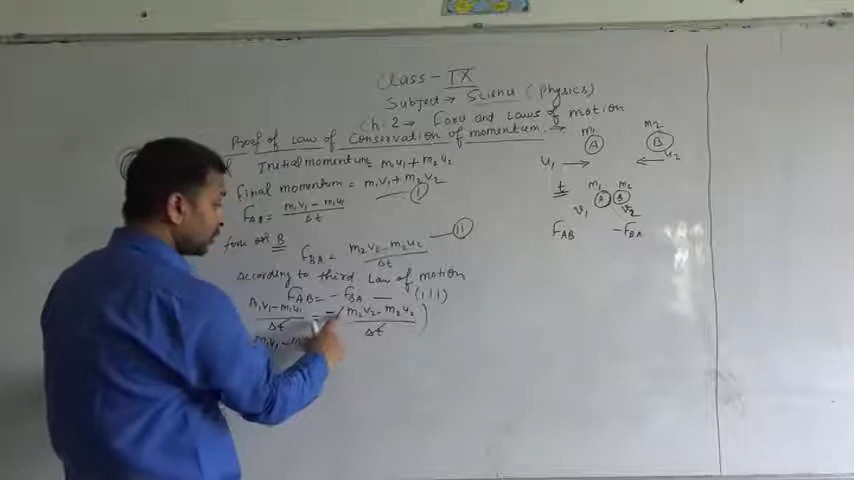 Class - IX
Subject → Science (Physics)
Ch. 2 → Force and Laws of motion
Proof of Law of Conservation of momentum. →
Initial momentum = m₁u₁ + m₂u₂
final momentum = m₁v₁ + m₂v₂
F_AB = (m₁v₁ - m₁u₁)/Δt — (I)
B
F_BA = (m₂v₂ - m₂u₂)/Δt — (II)
According to third Law of motion
F_AB = - F_BA — (III)
(m₁v₁ - m₁u₁)/Δt = - (m₂v₂ - m₂u₂)/Δt )
m₁v₁ - m
m₁ m₂
A B
u₁ → ← u₂
t
m₁ m₂
A B
v₁ v₂
F_AB -F_BA